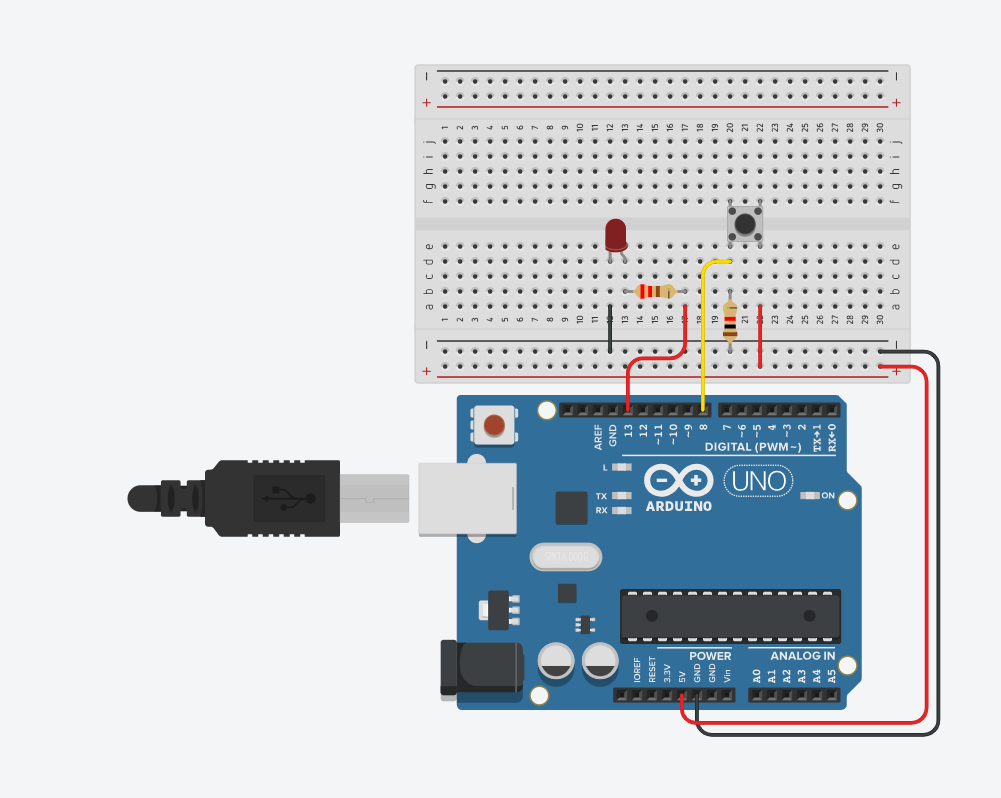 − −
+ +
1 2 3 4 5 6 7 8 9 10 11 12 13 14 15 16 17 18 19 20 21 22 23 24 25 26 27 28 29 30
j j
i i
h h
g g
f f
e e
d d
c c
b b
a a
1 2 3 4 5 6 7 8 9 10 11 12 13 14 15 16 17 18 19 20 21 22 23 24 25 26 27 28 29 30
− −
+ +
AREF GND 13 12 ~11 ~10 ~9 8 7 ~6 ~5 4 ~3 2 TX→1 RX←0
DIGITAL (PWM~)
L
TX
RX
UNO
ON
ARDUINO
POWER ANALOG IN
IOREF RESET 3.3V 5V GND GND Vin A0 A1 A2 A3 A4 A5